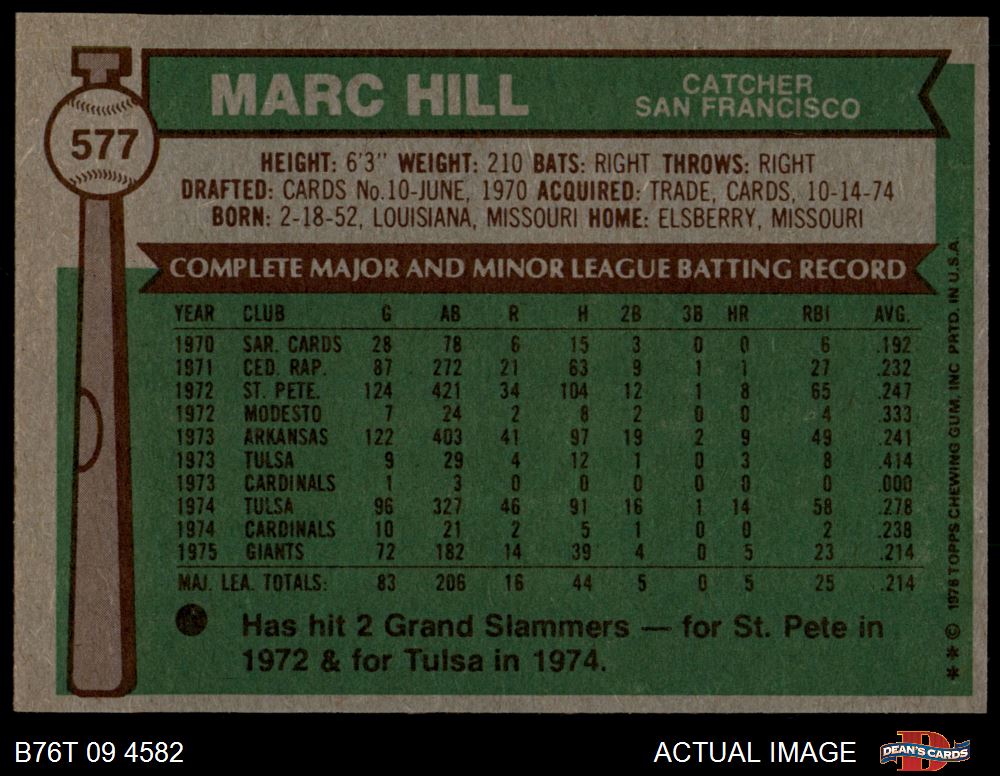 577
MARC HILL
CATCHER
SAN FRANCISCO
HEIGHT: 6'3" WEIGHT: 210 BATS: RIGHT THROWS: RIGHT
DRAFTED: CARDS No.10-JUNE, 1970 ACQUIRED: TRADE, CARDS, 10-14-74
BORN: 2-18-52, LOUISIANA, MISSOURI HOME: ELSBERRY, MISSOURI
COMPLETE MAJOR AND MINOR LEAGUE BATTING RECORD
YEAR CLUB G AB R H 2B 3B HR RBI AVG.
1970 SAR. CARDS 28 78 6 15 3 0 0 6 .192
1971 CED. RAP. 87 272 21 63 9 1 1 27 .232
1972 ST. PETE. 124 421 34 104 12 1 8 65 .247
1972 MODESTO 7 24 2 8 2 0 0 4 .333
1973 ARKANSAS 122 403 41 97 19 2 9 49 .241
1973 TULSA 9 29 4 12 1 0 3 8 .414
1973 CARDINALS 1 3 0 0 0 0 0 0 .000
1974 TULSA 96 327 46 91 16 1 14 58 .278
1974 CARDINALS 10 21 2 5 1 0 0 2 .238
1975 GIANTS 72 182 14 39 4 0 5 23 .214
MAJ. LEA. TOTALS: 83 206 16 44 5 0 5 25 .214
Has hit 2 Grand Slammers — for St. Pete in
1972 & for Tulsa in 1974.
** © 1976 TOPPS CHEWING GUM, INC PRTD. IN U.S.A.
B76T 09 4582
ACTUAL IMAGE
D
DEAN'S CARDS